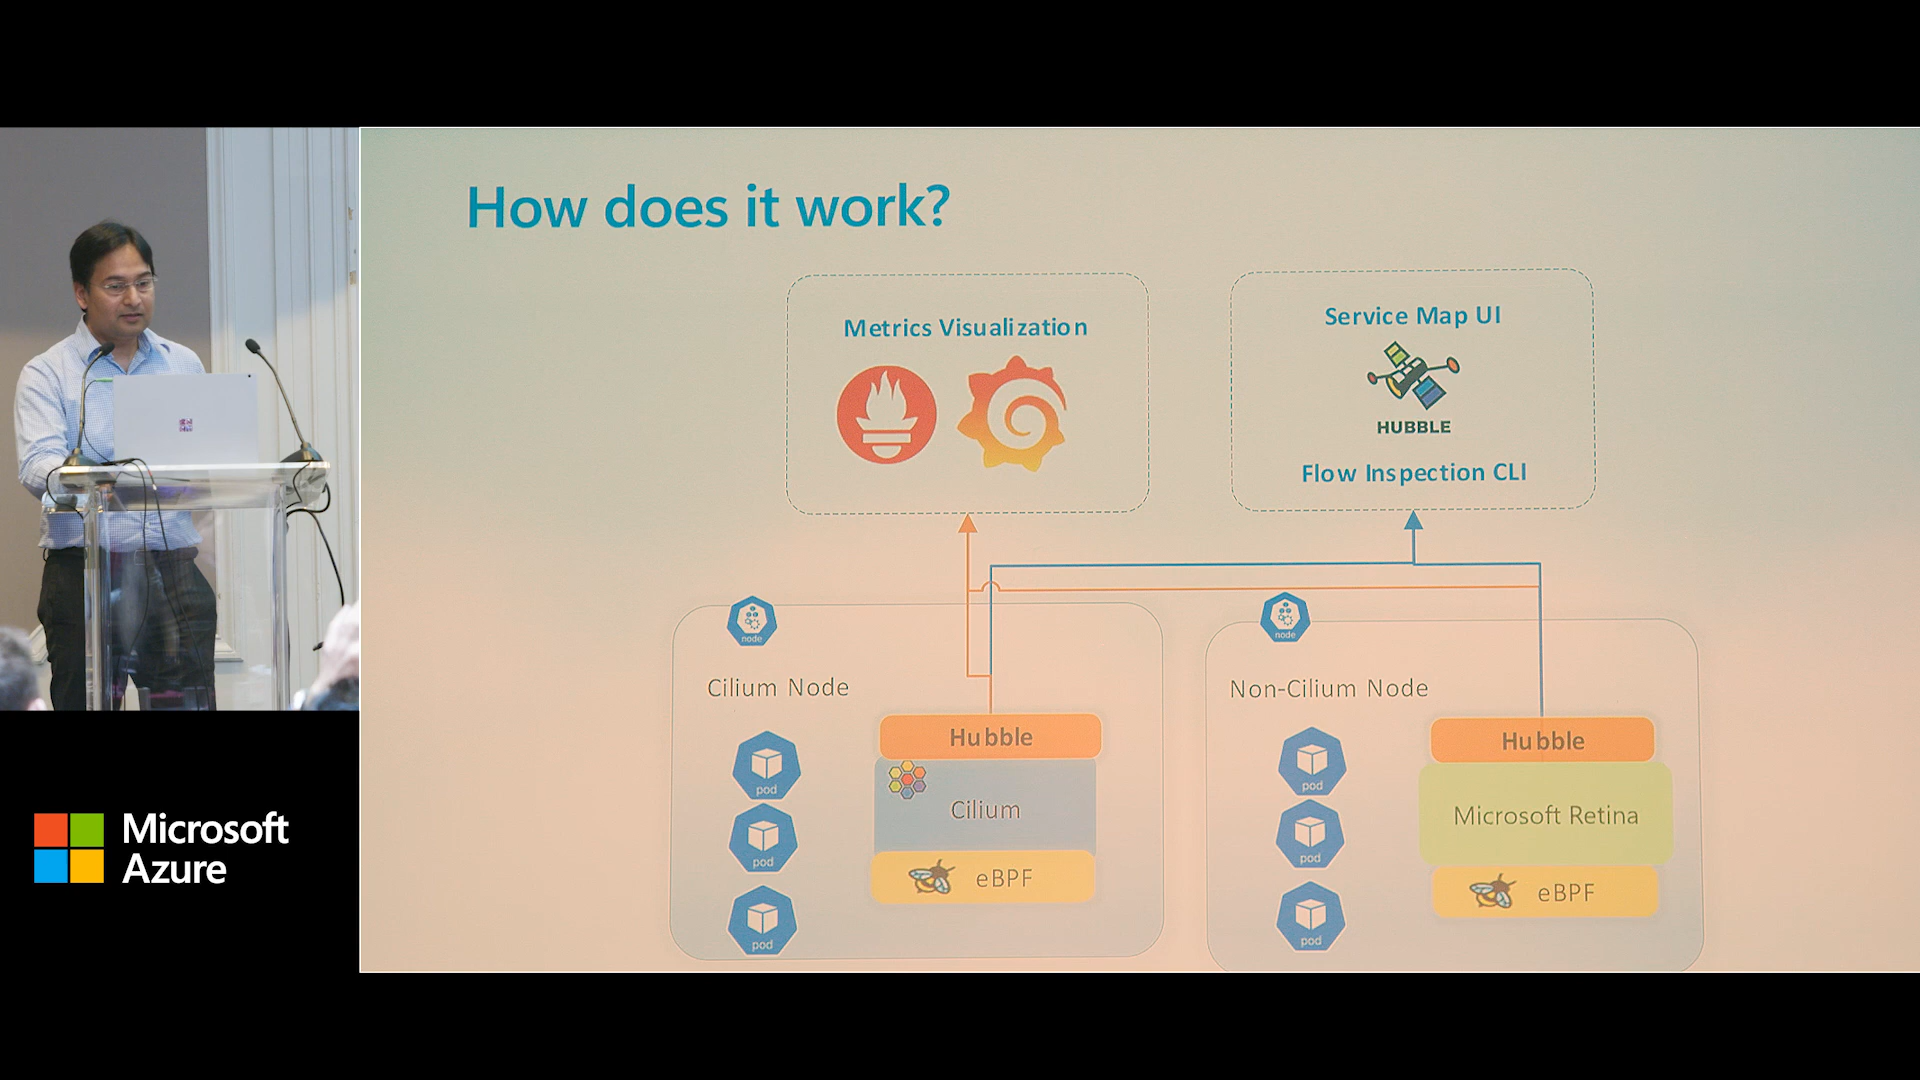 How does it work?
Metrics Visualization
Service Map UI
HUBBLE
Flow Inspection CLI
node
node
Cilium Node
Non-Cilium Node
Hubble
Hubble
pod
pod
Cilium
Microsoft Retina
pod
pod
eBPF
eBPF
pod
pod
Microsoft
Azure